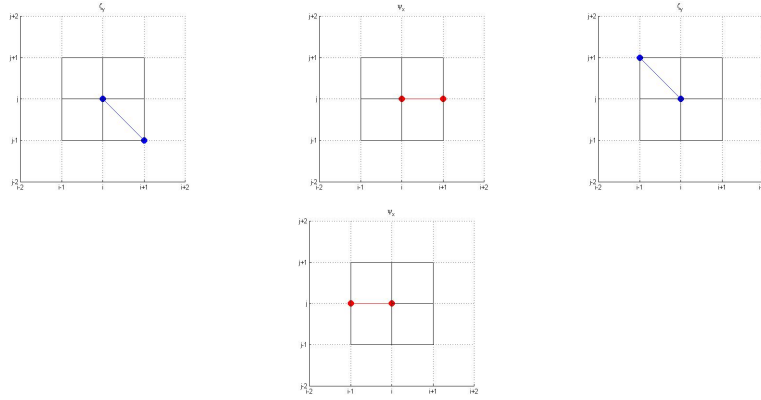 ζy
j+2
j+1
j
j-1
j-2
i-2 i-1 i i+1 i+2
ψx
j+2
j+1
j
j-1
j-2
i-2 i-1 i i+1 i+2
ζy
j+2
j+1
j
j-1
j-2
i-2 i-1 i i+1
ψx
j+2
j+1
j
j-1
j-2
i-2 i-1 i i+1 i+2